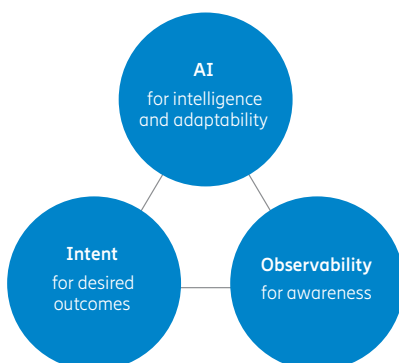 AI
for intelligence
and adaptability
Intent
for desired
outcomes
Observability
for awareness